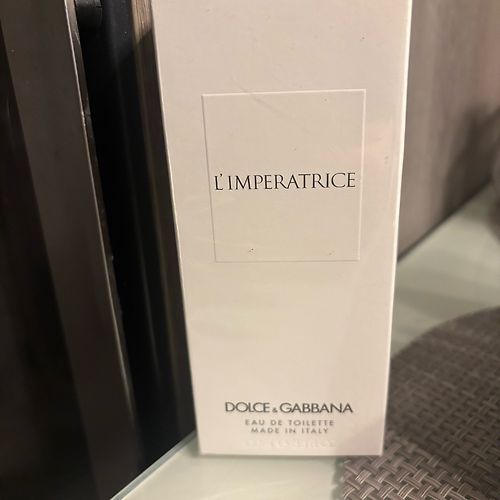 L'IMPERATRICE
DOLCE & GABBANA
EAU DE TOILETTE
MADE IN ITALY